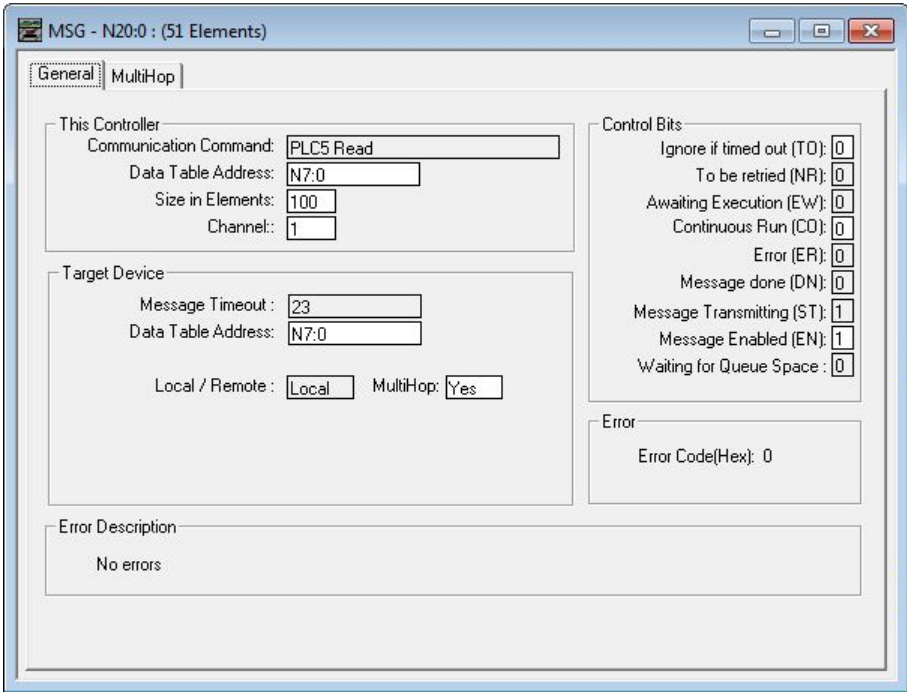 MSG - N20:0 : (51 Elements)
General MultiHop
This Controller
Communication Command: PLC5 Read
Data Table Address: N7:0
Size in Elements: 100
Channel:: 1
Target Device
Message Timeout : 23
Data Table Address: N7:0
Local / Remote : Local MultiHop: Yes
Control Bits
Ignore if timed out (TO): 0
To be retried (NR): 0
Awaiting Execution (EW): 0
Continuous Run (CO): 0
Error (ER): 0
Message done (DN): 0
Message Transmitting (ST): 1
Message Enabled (EN): 1
Waiting for Queue Space : 0
Error
Error Code(Hex): 0
Error Description
No errors